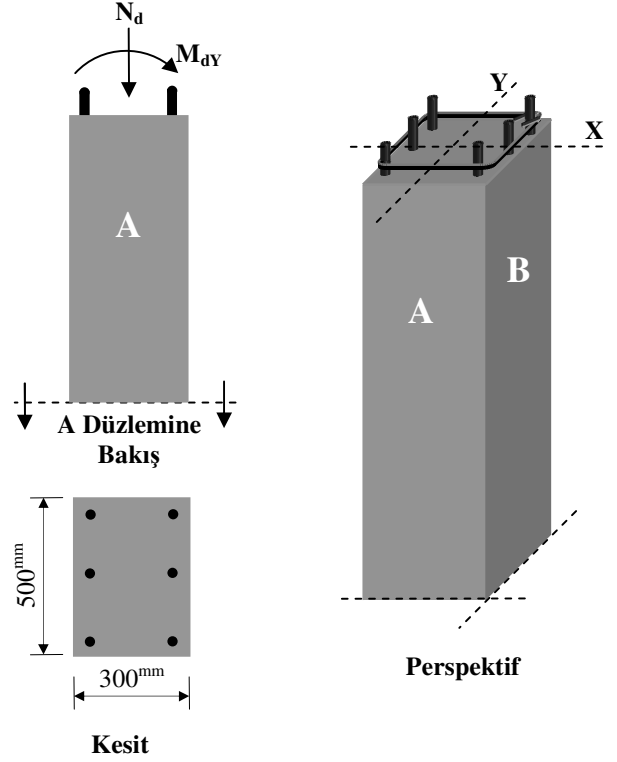 N_d
M_dY
A
A Düzlemine
Bakış
500^mm
300^mm
Kesit
Y
X
A
B
Perspektif